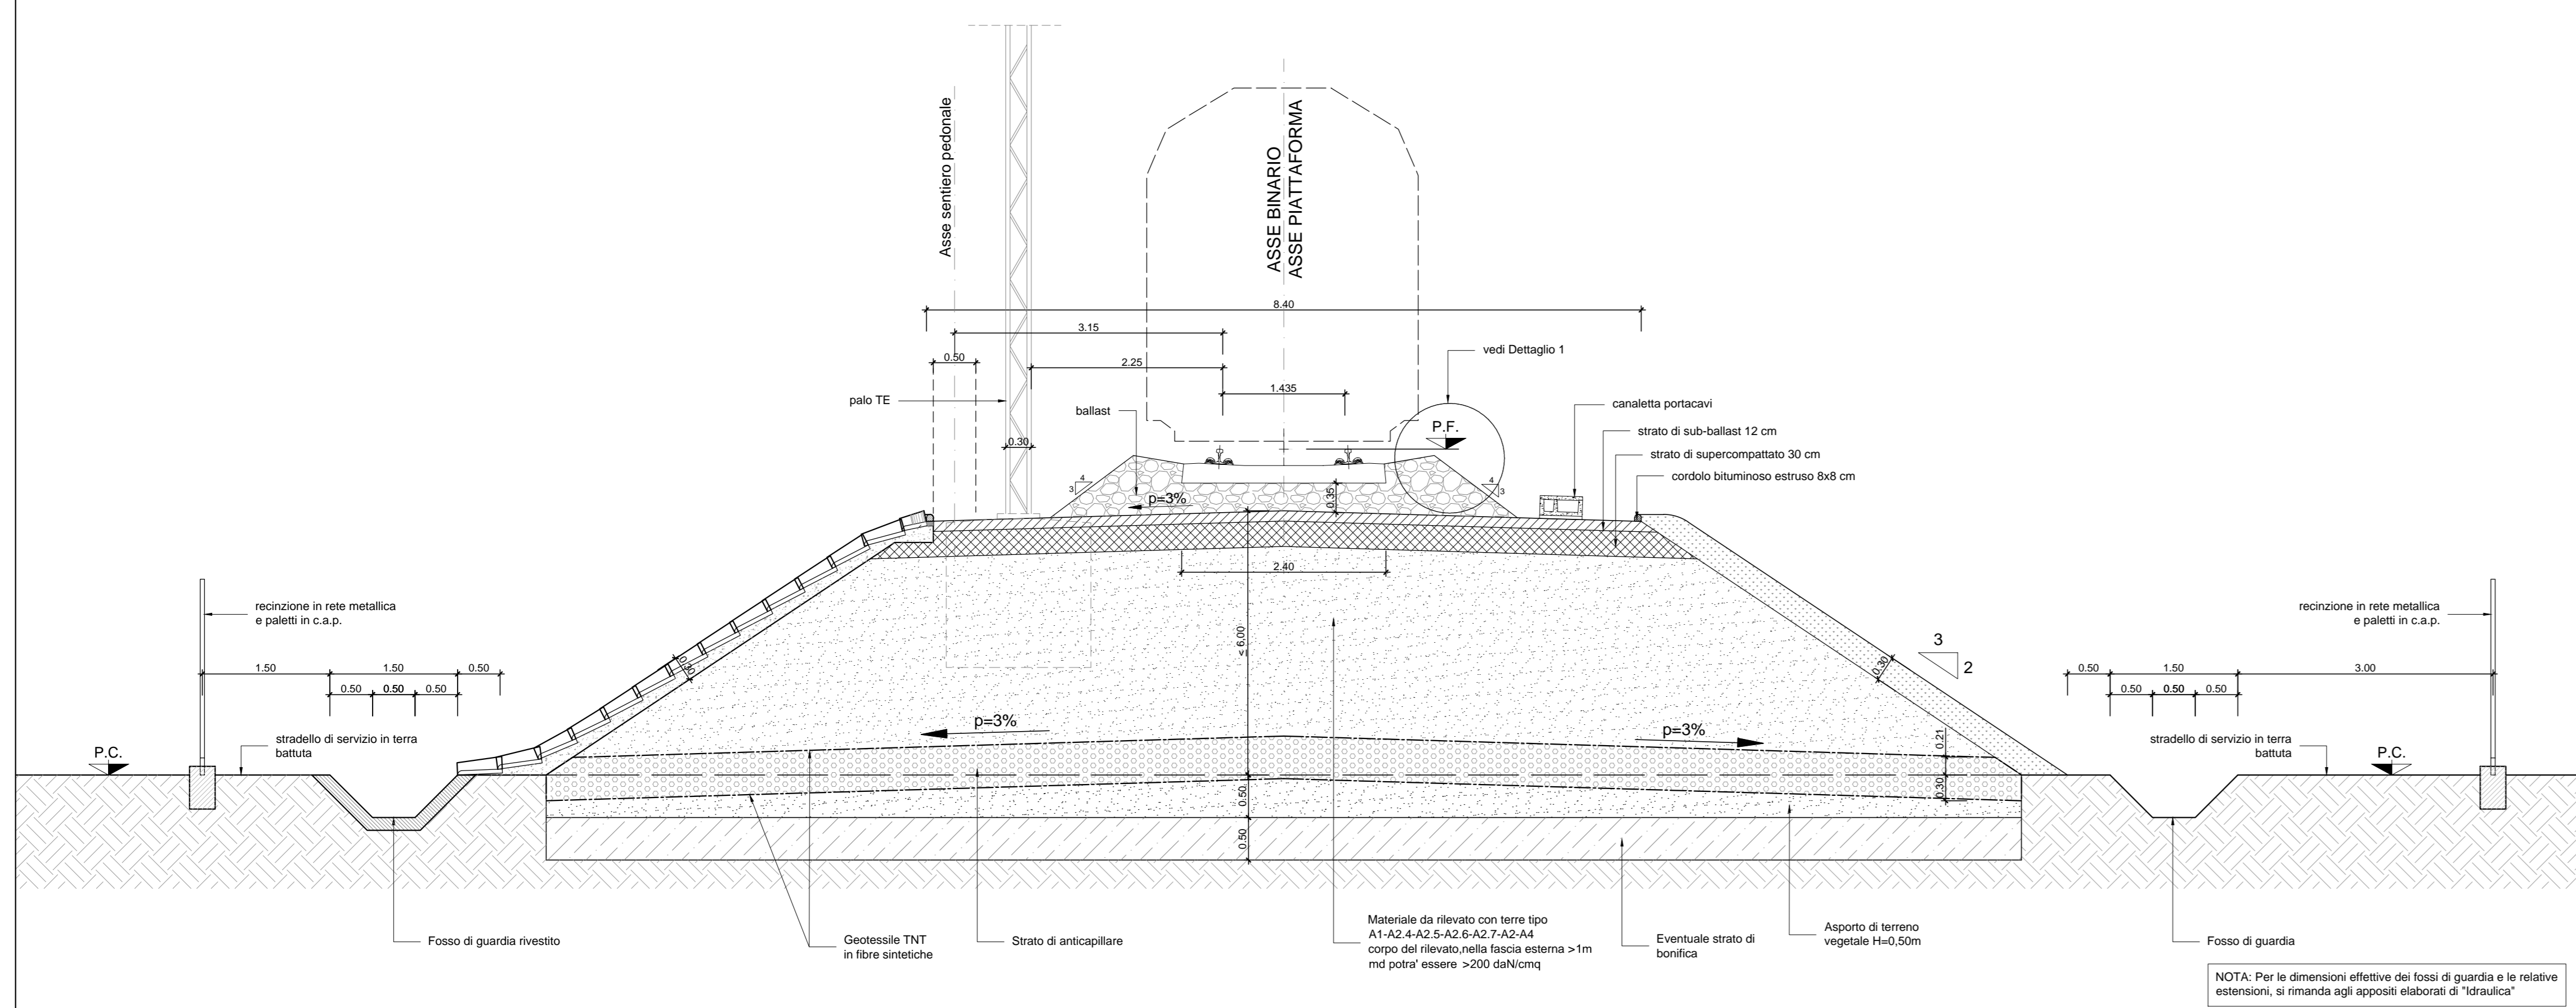 Asse sentiero pedonale
ASSE BINARIO
ASSE PIATTAFORMA
8.40
3.15
0.50
2.25
1.435
vedi Dettaglio 1
palo TE
ballast
canaletta portacavi
P.F.
strato di sub-ballast 12 cm
0.30
strato di supercompattato 30 cm
cordolo bituminoso estruso 8x8 cm
4
3
p=3%
0.35
4
3
2.40
recinzione in rete metallica
e paletti in c.a.p.
recinzione in rete metallica
e paletti in c.a.p.
< 6.00
0.30
0.30
3
2
1.50
1.50
0.50
0.50
0.50
0.50
0.50
1.50
3.00
0.50
0.50
0.50
p=3%
p=3%
stradello di servizio in terra
battuta
stradello di servizio in terra
battuta
P.C.
P.C.
0.21
0.30
0.50
0.50
Fosso di guardia rivestito
Geotessile TNT
in fibre sintetiche
Strato di anticapillare
Materiale da rilevato con terre tipo
A1-A2.4-A2.5-A2.6-A2.7-A2-A4
corpo del rilevato,nella fascia esterna >1m
md potra' essere >200 daN/cmq
Eventuale strato di
bonifica
Asporto di terreno
vegetale H=0,50m
Fosso di guardia
NOTA: Per le dimensioni effettive dei fossi di guardia e le relative
estensioni, si rimanda agli appositi elaborati di "Idraulica"